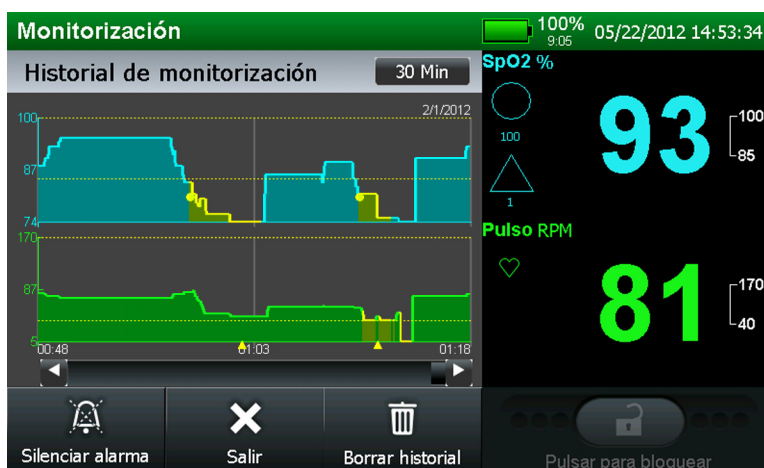 Monitorización
100%
9:05
05/22/2012 14:53:34
Historial de monitorización
30 Min
2/1/2012
100
87
74
170
87
5
00:48
01:03
01:18
SpO2 %
100
1
93
100
85
Pulso RPM
81
170
40
Silenciar alarma
Salir
Borrar historial
Pulsar para bloquear